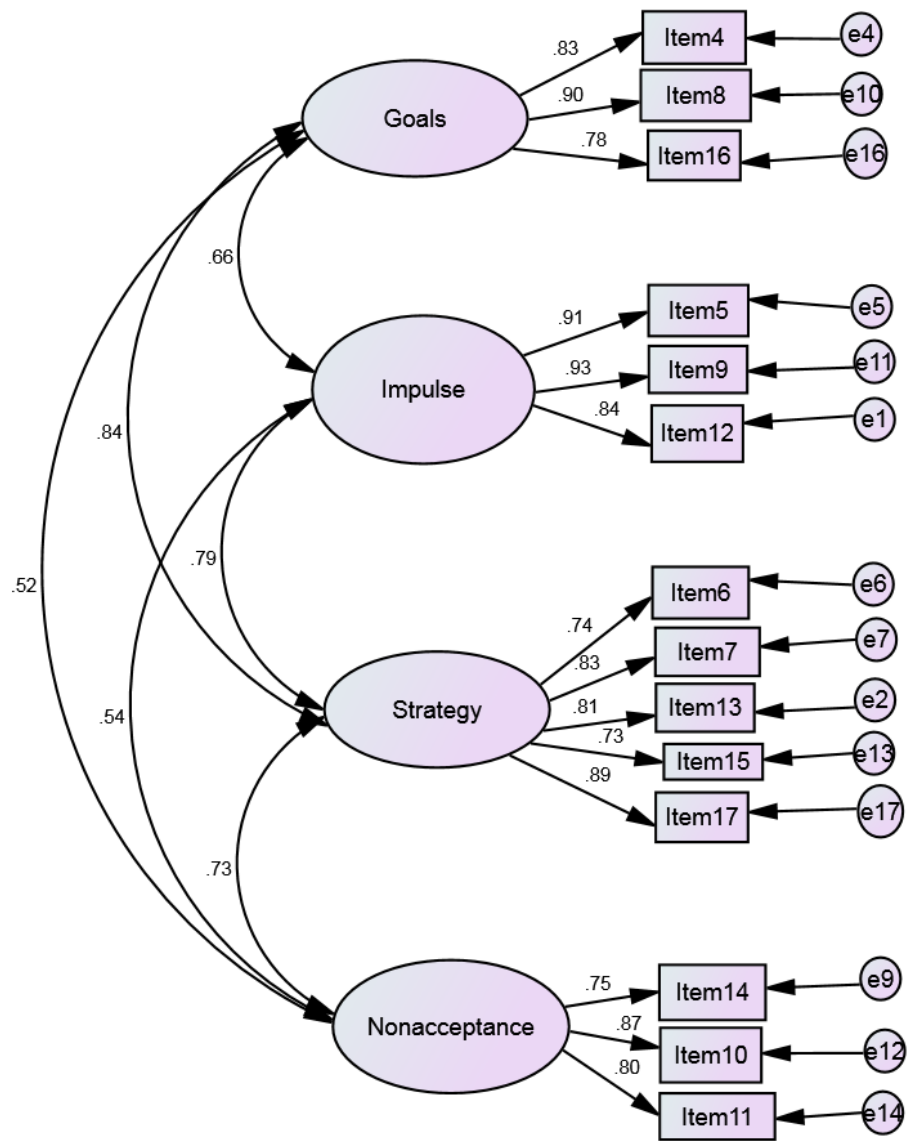 Goals
.83
Item4
e4
.90
Item8
e10
.78
Item16
e16
.66
Impulse
.91
Item5
e5
.93
Item9
e11
.84
Item12
e1
.84
.79
.52
.54
Strategy
.74
Item6
e6
.83
Item7
e7
.81
Item13
e2
.73
Item15
e13
.89
Item17
e17
.73
Nonacceptance
.75
Item14
e9
.87
Item10
e12
.80
Item11
e14